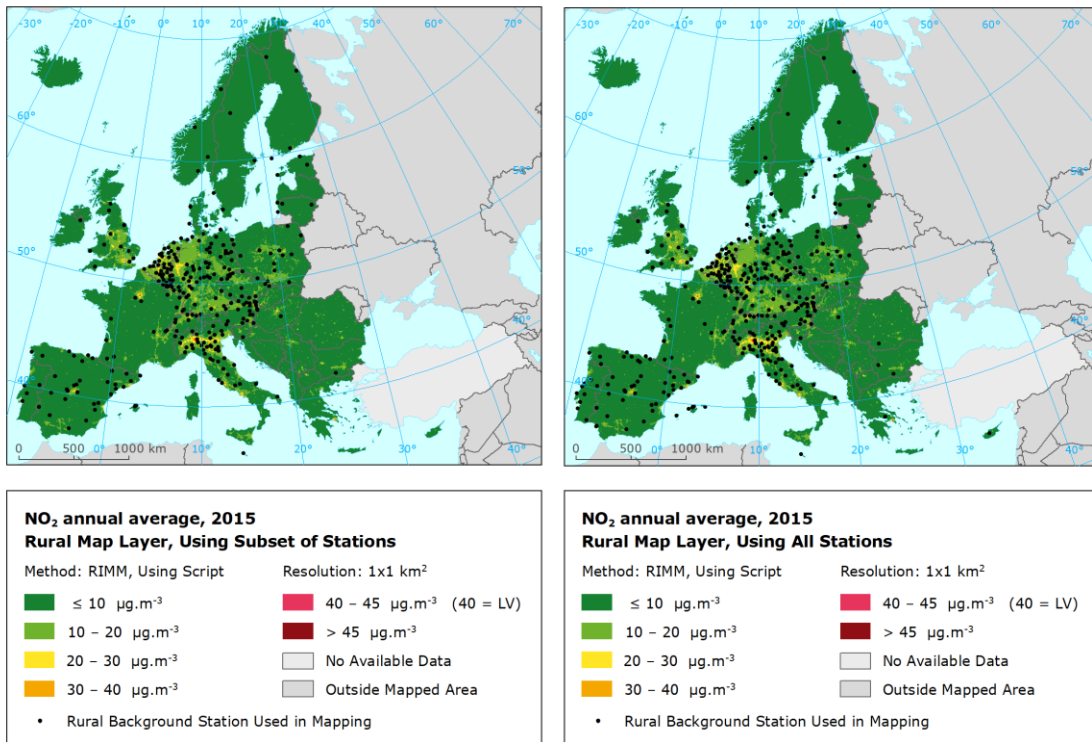 -30° -20° -10° 0° 10° 20° 30° 40° 50° 60° 70°
60°
50°
50°
40°
40°
0 500 0° 1000 km 10° 20° 30° 40°
-30° -20° -10° 0° 10° 20° 30° 40° 50° 60° 70°
60°
50°
50°
40°
40°
0 500 0° 1000 km 10° 20° 30° 40°
NO₂ annual average, 2015
Rural Map Layer, Using Subset of Stations
Method: RIMM, Using Script Resolution: 1x1 km²
≤ 10 µg.m⁻³ 40 – 45 µg.m⁻³ (40 = LV)
10 – 20 µg.m⁻³ > 45 µg.m⁻³
20 – 30 µg.m⁻³ No Available Data
30 – 40 µg.m⁻³ Outside Mapped Area
• Rural Background Station Used in Mapping
NO₂ annual average, 2015
Rural Map Layer, Using All Stations
Method: RIMM, Using Script Resolution: 1x1 km²
≤ 10 µg.m⁻³ 40 – 45 µg.m⁻³ (40 = LV)
10 – 20 µg.m⁻³ > 45 µg.m⁻³
20 – 30 µg.m⁻³ No Available Data
30 – 40 µg.m⁻³ Outside Mapped Area
• Rural Background Station Used in Mapping